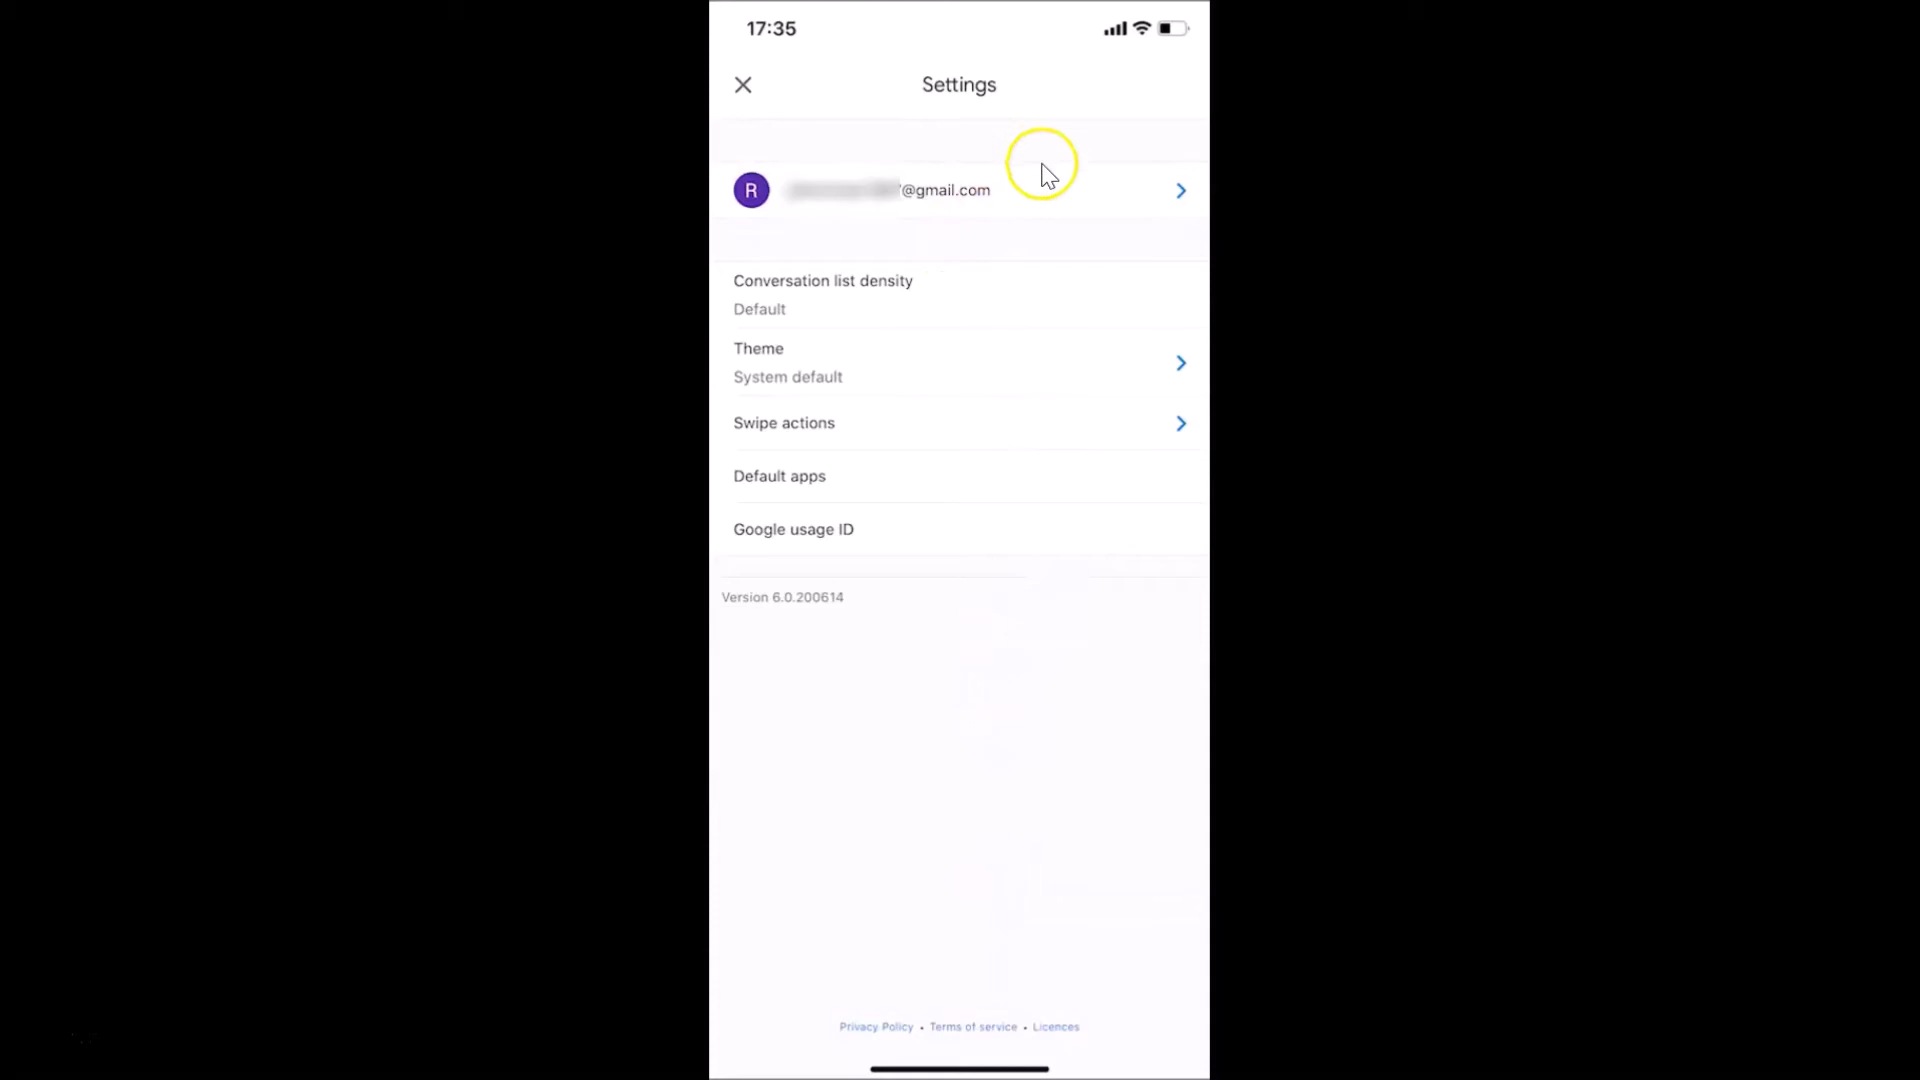 17:35
Settings
R
@gmail.com
Conversation list density
Default
Theme
System default
Swipe actions
Default apps
Google usage ID
Version 6.0.200614
Privacy Policy • Terms of service • Licences